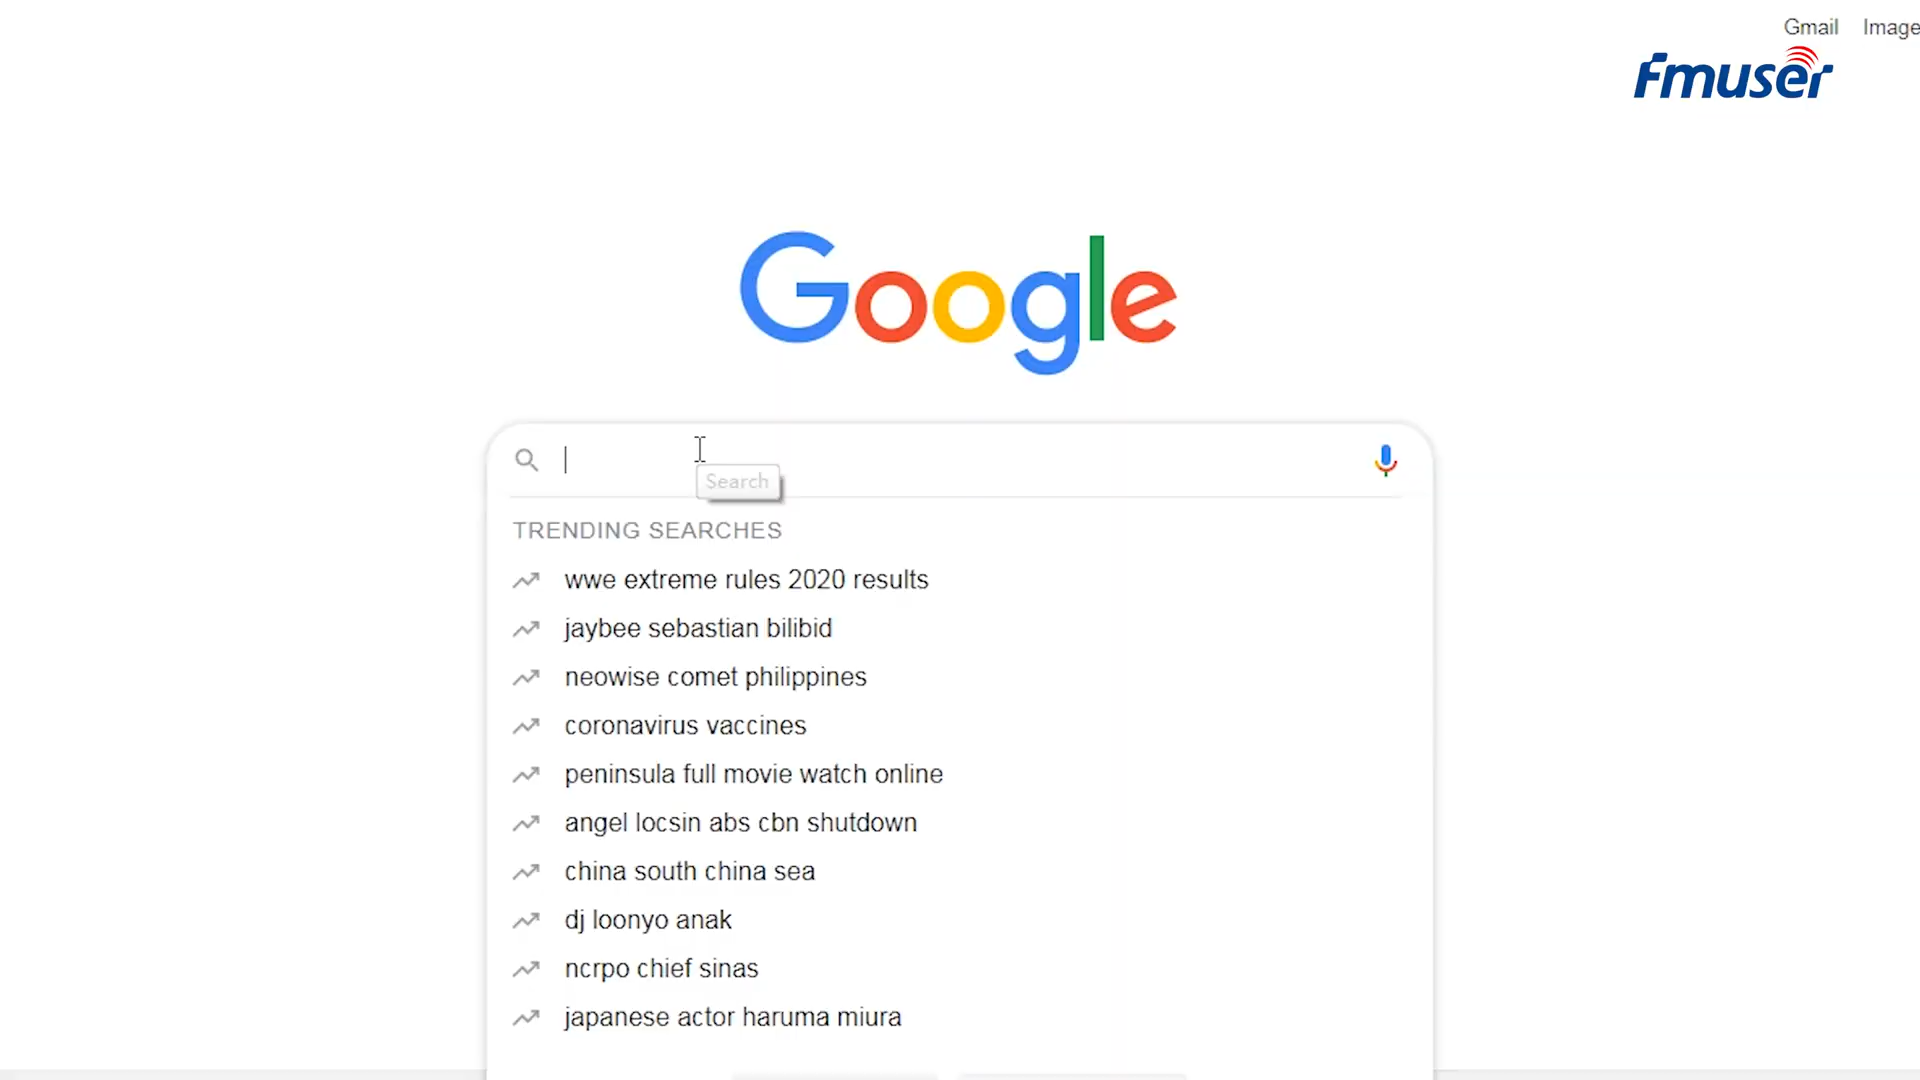 Gmail Image
Fmuser
Google
Search
TRENDING SEARCHES
wwe extreme rules 2020 results
jaybee sebastian bilibid
neowise comet philippines
coronavirus vaccines
peninsula full movie watch online
angel locsin abs cbn shutdown
china south china sea
dj loonyo anak
ncrpo chief sinas
japanese actor haruma miura